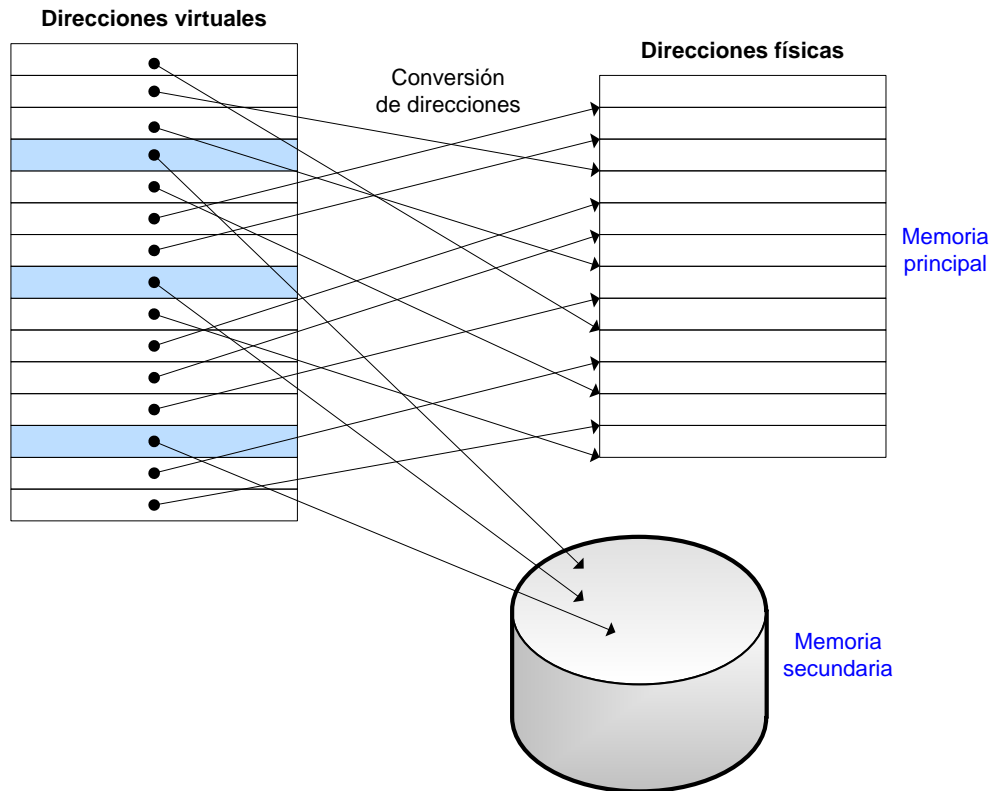 Direcciones virtuales
Direcciones físicas
Conversión
de direcciones
Memoria
principal
Memoria
secundaria